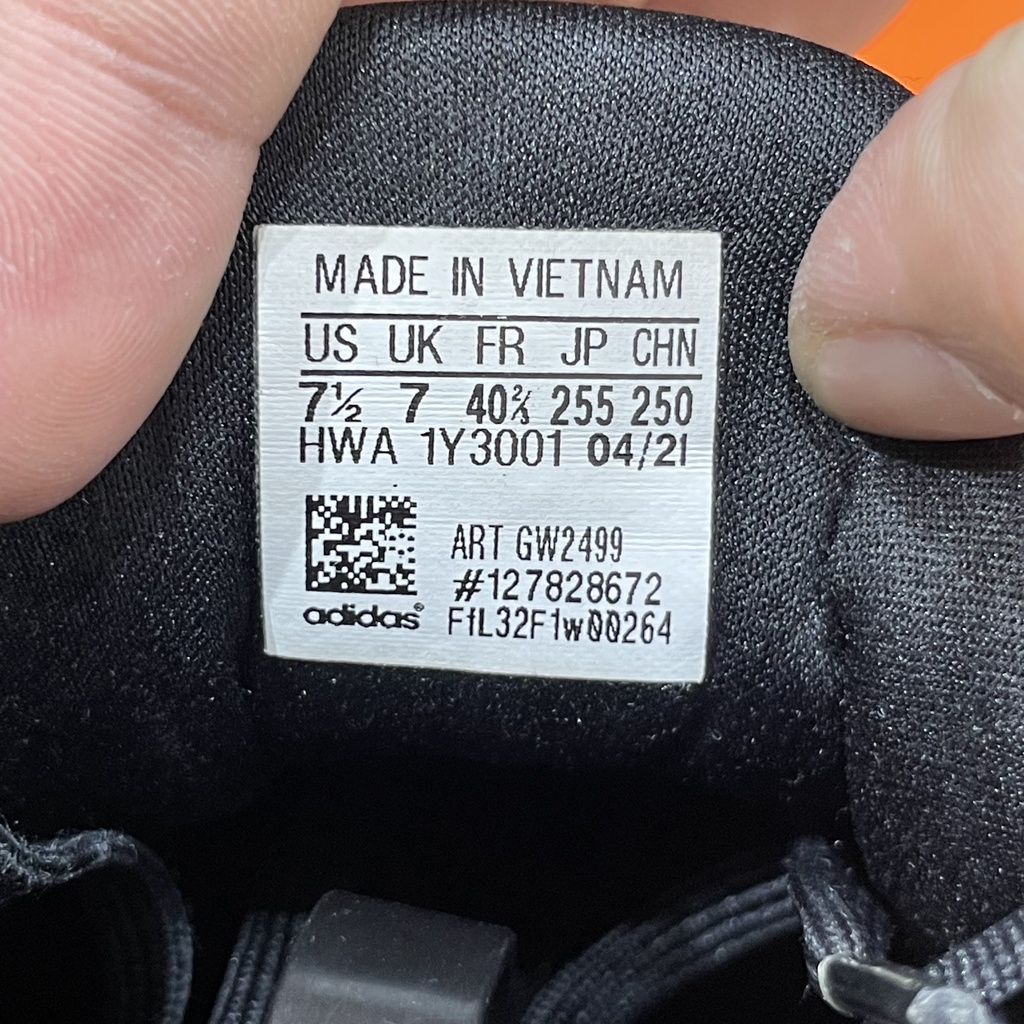 MADE IN VIETNAM
US UK FR JP CHN
7½ 7 40⅔ 255 250
HWA 1Y3001 04/21
ART GW2499
#127828672
adidas® FfL32F1w00264